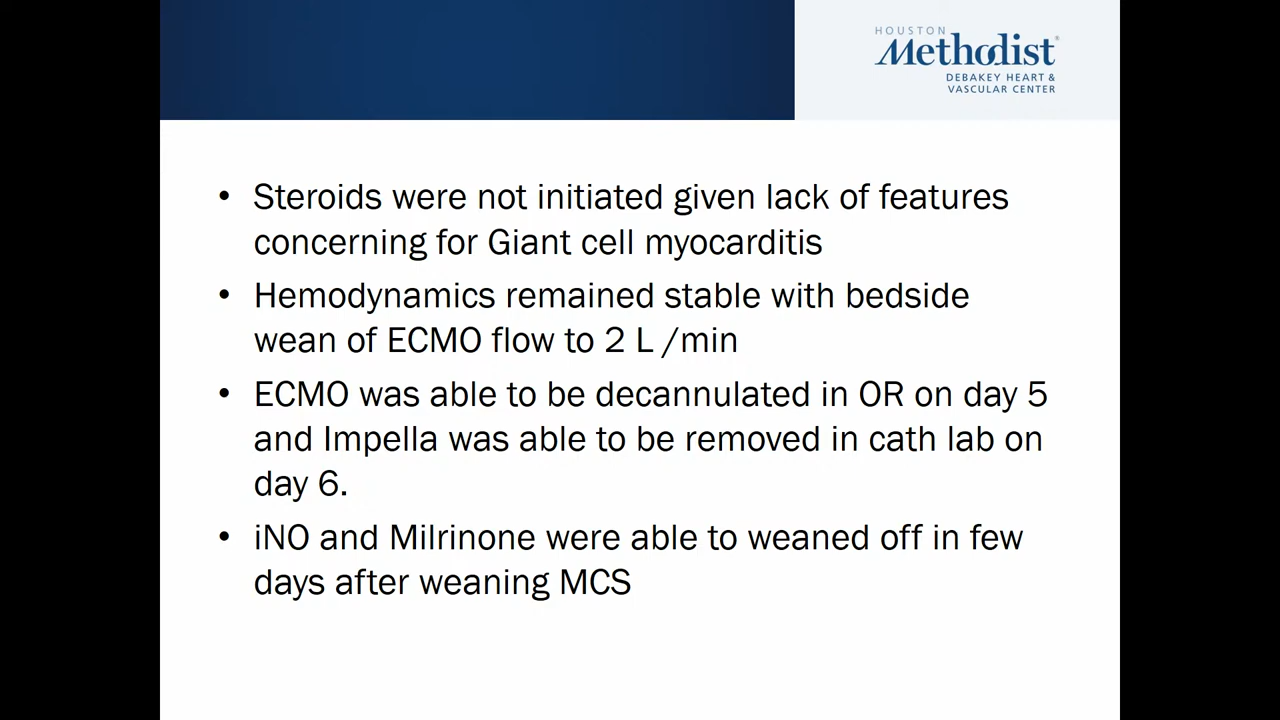 HOUSTON
Methodist®
DEBAKEY HEART &
VASCULAR CENTER
• Steroids were not initiated given lack of features
concerning for Giant cell myocarditis
• Hemodynamics remained stable with bedside
wean of ECMO flow to 2 L /min
• ECMO was able to be decannulated in OR on day 5
and Impella was able to be removed in cath lab on
day 6.
• iNO and Milrinone were able to weaned off in few
days after weaning MCS